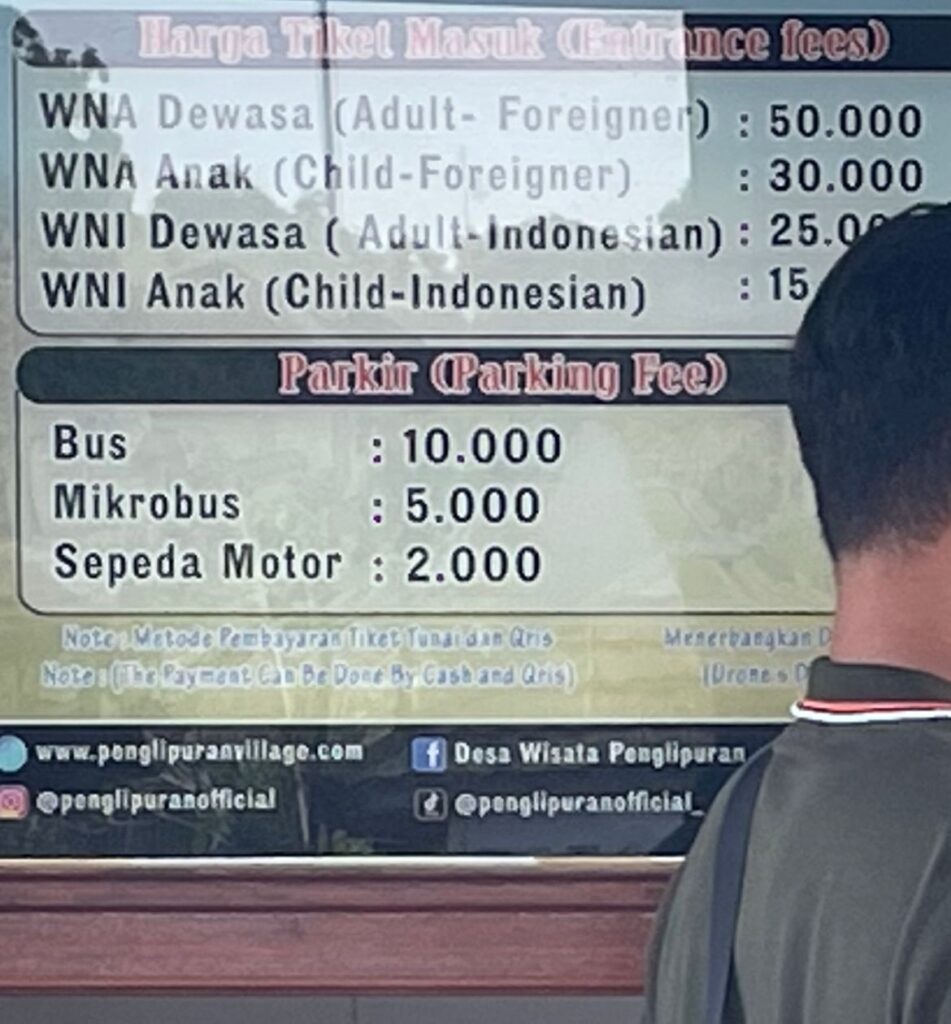 Harga Tiket Masuk (Entrance fees)
WNA Dewasa (Adult- Foreigner) : 50.000
WNA Anak (Child-Foreigner) : 30.000
WNI Dewasa ( Adult-Indonesian) : 25.0
WNI Anak (Child-Indonesian) : 15
Parkir (Parking Fee)
Bus : 10.000
Mikrobus : 5.000
Sepeda Motor : 2.000
Note : Metode Pembayaran Tiket Tunai dan Qris
Menerbangkan D
Note : (The Payment Can Be Done By Cash and Qris)
(Drone s D
www.penglipuranvillage.com
Desa Wisata Penglipuran
@penglipuranofficial
@penglipuranofficial_